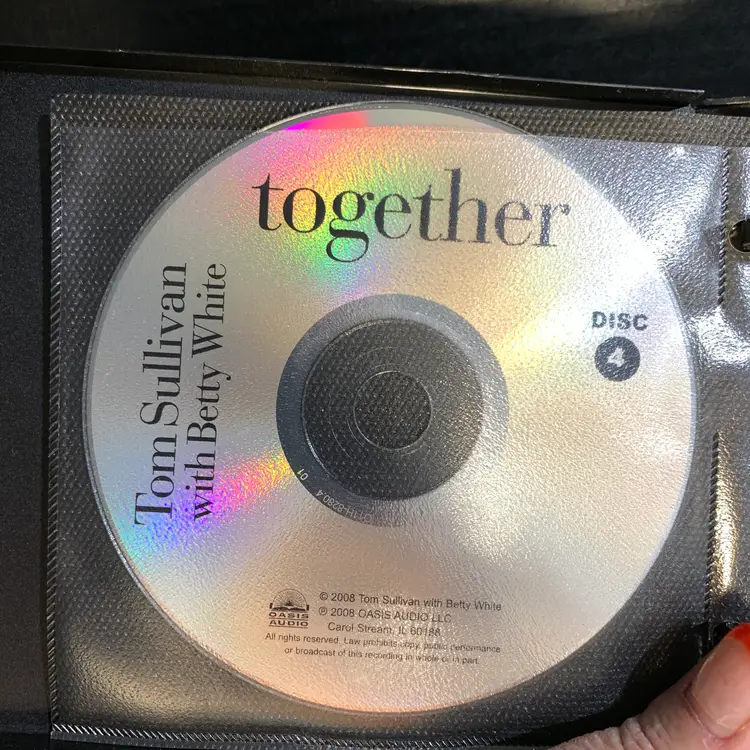 together
Tom Sullivan
with Betty White
DISC
4
OASIS
AUDIO
© 2008 Tom Sullivan with Betty White
℗ 2008 OASIS AUDIO LLC
Carol Stream, IL 60188
All rights reserved. Law prohibits copy, public performance
or broadcast of this recording in whole or in part.
01